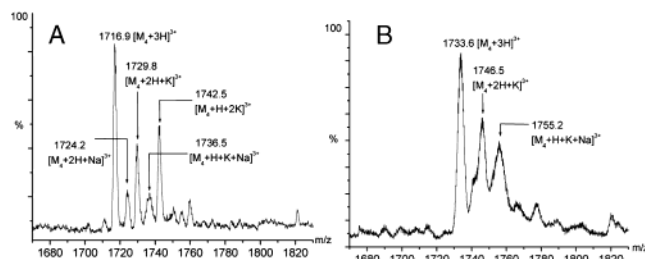 100
A
1716.9 [M₄+3H]³⁺
1729.8
[M₄+2H+K]³⁺
1742.5
[M₄+H+2K]³⁺
%
1724.2
[M₄+2H+Na]³⁺
1736.5
[M₄+H+K+Na]³⁺
1680 1700 1720 1740 1760 1780 1800 1820 m/z
100
B
1733.6 [M₄+3H]³⁺
1746.5
[M₄+2H+K]³⁺
1755.2
[M₄+H+K+Na]³⁺
%
1680 1700 1720 1740 1760 1780 1800 1820 m/z